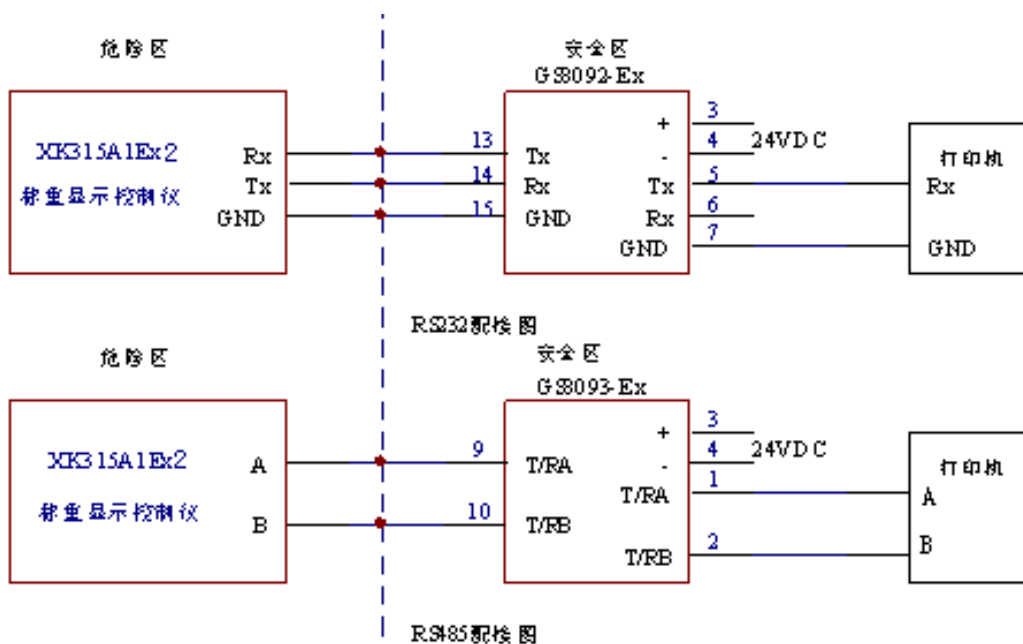 危险区
安全区
GS8092-Ex
XK315A1Ex2
称重显示控制仪
Rx
Tx
GND
13
14
15
Tx
Rx
GND
+
-
Tx
Rx
GND
3
4
5
6
7
24VDC
打印机
Rx
GND
RS232配接图
危险区
安全区
GS8093-Ex
XK315A1Ex2
称重显示控制仪
A
B
9
10
T/RA
T/RB
+
-
T/RA
T/RB
3
4
1
2
24VDC
打印机
A
B
RS485配接图